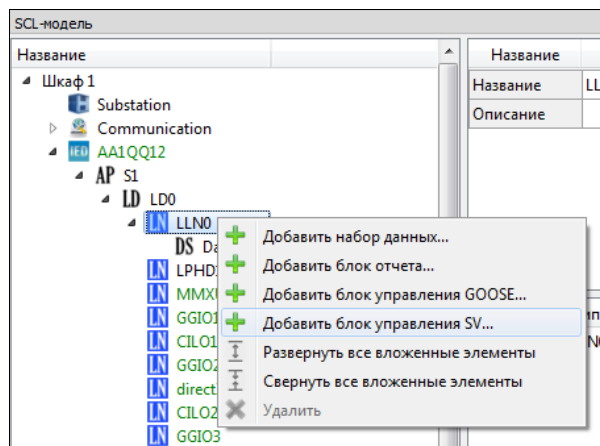 SCL-модель
Название
Название
Шкаф 1
Название
LL
Substation
Описание
Communication
IED AA1QQ12
AP S1
LD LD0
LN LLN0
DS Da
Добавить набор данных...
LN LPHD
Добавить блок отчета...
LN MMX
Добавить блок управления GOOSE...
LN GGIO1
Добавить блок управления SV...
LN CILO1
Развернуть все вложенные элементы
LN GGIO2
Свернуть все вложенные элементы
LN direct
Удалить
LN CILO2
LN GGIO3